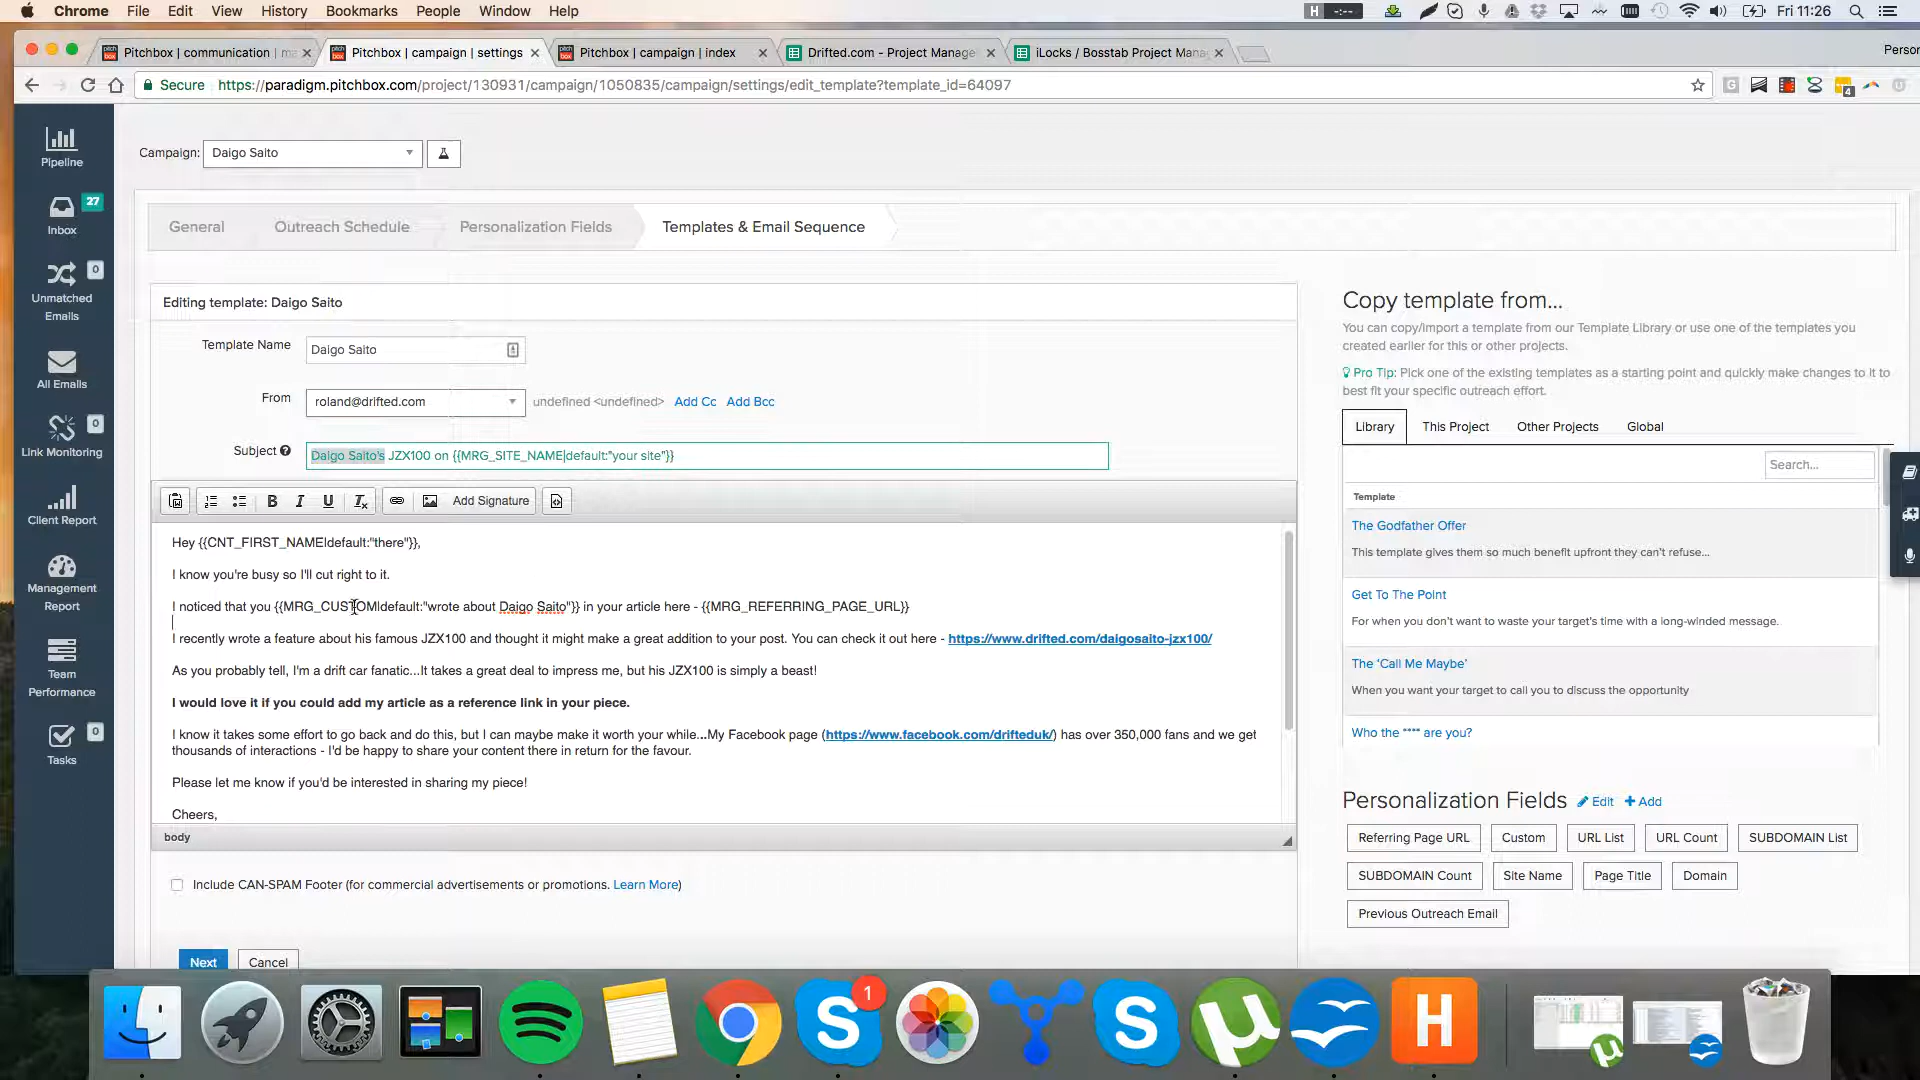 Chrome File Edit View History Bookmarks People Window Help
H --:-- Fri 11:26
Pitchbox | communication | ma
Pitchbox | campaign | settings
Pitchbox | campaign | index
Drifted.com - Project Manage
iLocks / Bosstab Project Mana
Person
Secure https://paradigm.pitchbox.com/project/130931/campaign/1050835/campaign/settings/edit_template?template_id=64097
4
Pipeline
Inbox 27
Unmatched Emails 0
All Emails
Link Monitoring 0
Client Report
Management Report
Team Performance
Tasks 0
Campaign: Daigo Saito
General Outreach Schedule Personalization Fields Templates & Email Sequence
Editing template: Daigo Saito
Template Name Daigo Saito
From roland@drifted.com undefined <undefined> Add Cc Add Bcc
Subject Daigo Saito's JZX100 on {{MRG_SITE_NAME|default:"your site"}}
B I U Add Signature
Hey {{CNT_FIRST_NAME|default:"there"}},
I know you're busy so I'll cut right to it.
I noticed that you {{MRG_CUSTOM|default:"wrote about Daigo Saito"}} in your article here - {{MRG_REFERRING_PAGE_URL}}
I recently wrote a feature about his famous JZX100 and thought it might make a great addition to your post. You can check it out here - https://www.drifted.com/daigosaito-jzx100/
As you probably tell, I'm a drift car fanatic...It takes a great deal to impress me, but his JZX100 is simply a beast!
I would love it if you could add my article as a reference link in your piece.
I know it takes some effort to go back and do this, but I can maybe make it worth your while...My Facebook page (https://www.facebook.com/drifteduk/) has over 350,000 fans and we get
thousands of interactions - I'd be happy to share your content there in return for the favour.
Please let me know if you'd be interested in sharing my piece!
Cheers,
body
Include CAN-SPAM Footer (for commercial advertisements or promotions. Learn More)
Next Cancel
Copy template from...
You can copy/import a template from our Template Library or use one of the templates you
created earlier for this or other projects.
Pro Tip: Pick one of the existing templates as a starting point and quickly make changes to it to
best fit your specific outreach effort.
Library This Project Other Projects Global
Search...
Template
The Godfather Offer
This template gives them so much benefit upfront they can't refuse...
Get To The Point
For when you don't want to waste your target's time with a long-winded message.
The 'Call Me Maybe'
When you want your target to call you to discuss the opportunity
Who the **** are you?
Personalization Fields Edit + Add
Referring Page URL Custom URL List URL Count SUBDOMAIN List
SUBDOMAIN Count Site Name Page Title Domain
Previous Outreach Email
1
H